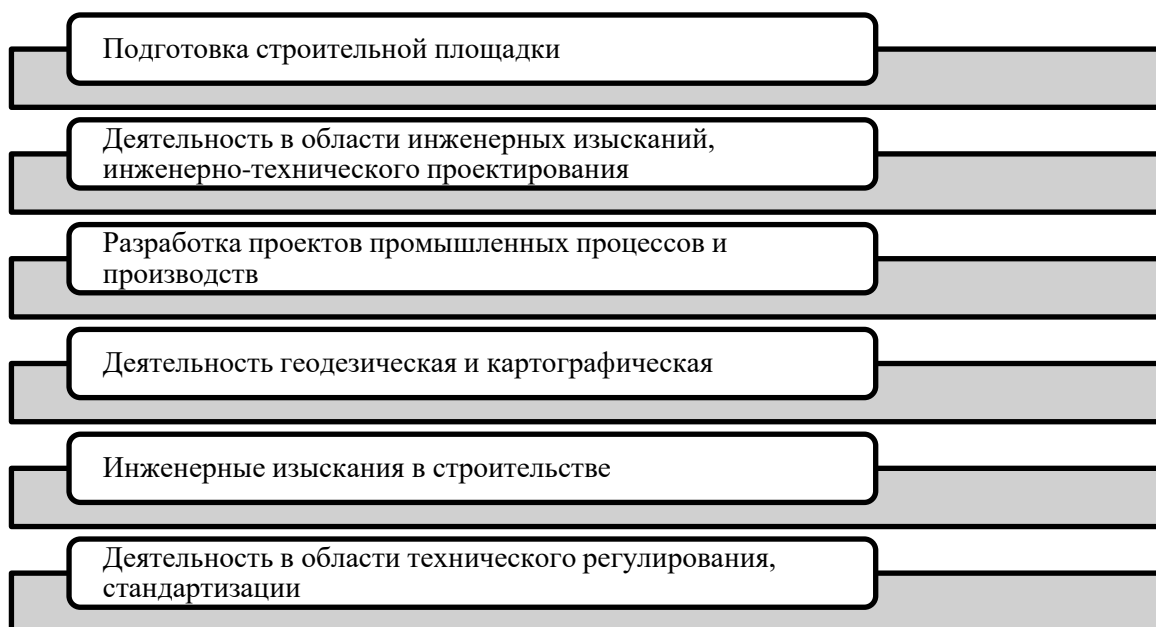 Подготовка строительной площадки
Деятельность в области инженерных изысканий,
инженерно-технического проектирования
Разработка проектов промышленных процессов и
производств
Деятельность геодезическая и картографическая
Инженерные изыскания в строительстве
Деятельность в области технического регулирования,
стандартизации